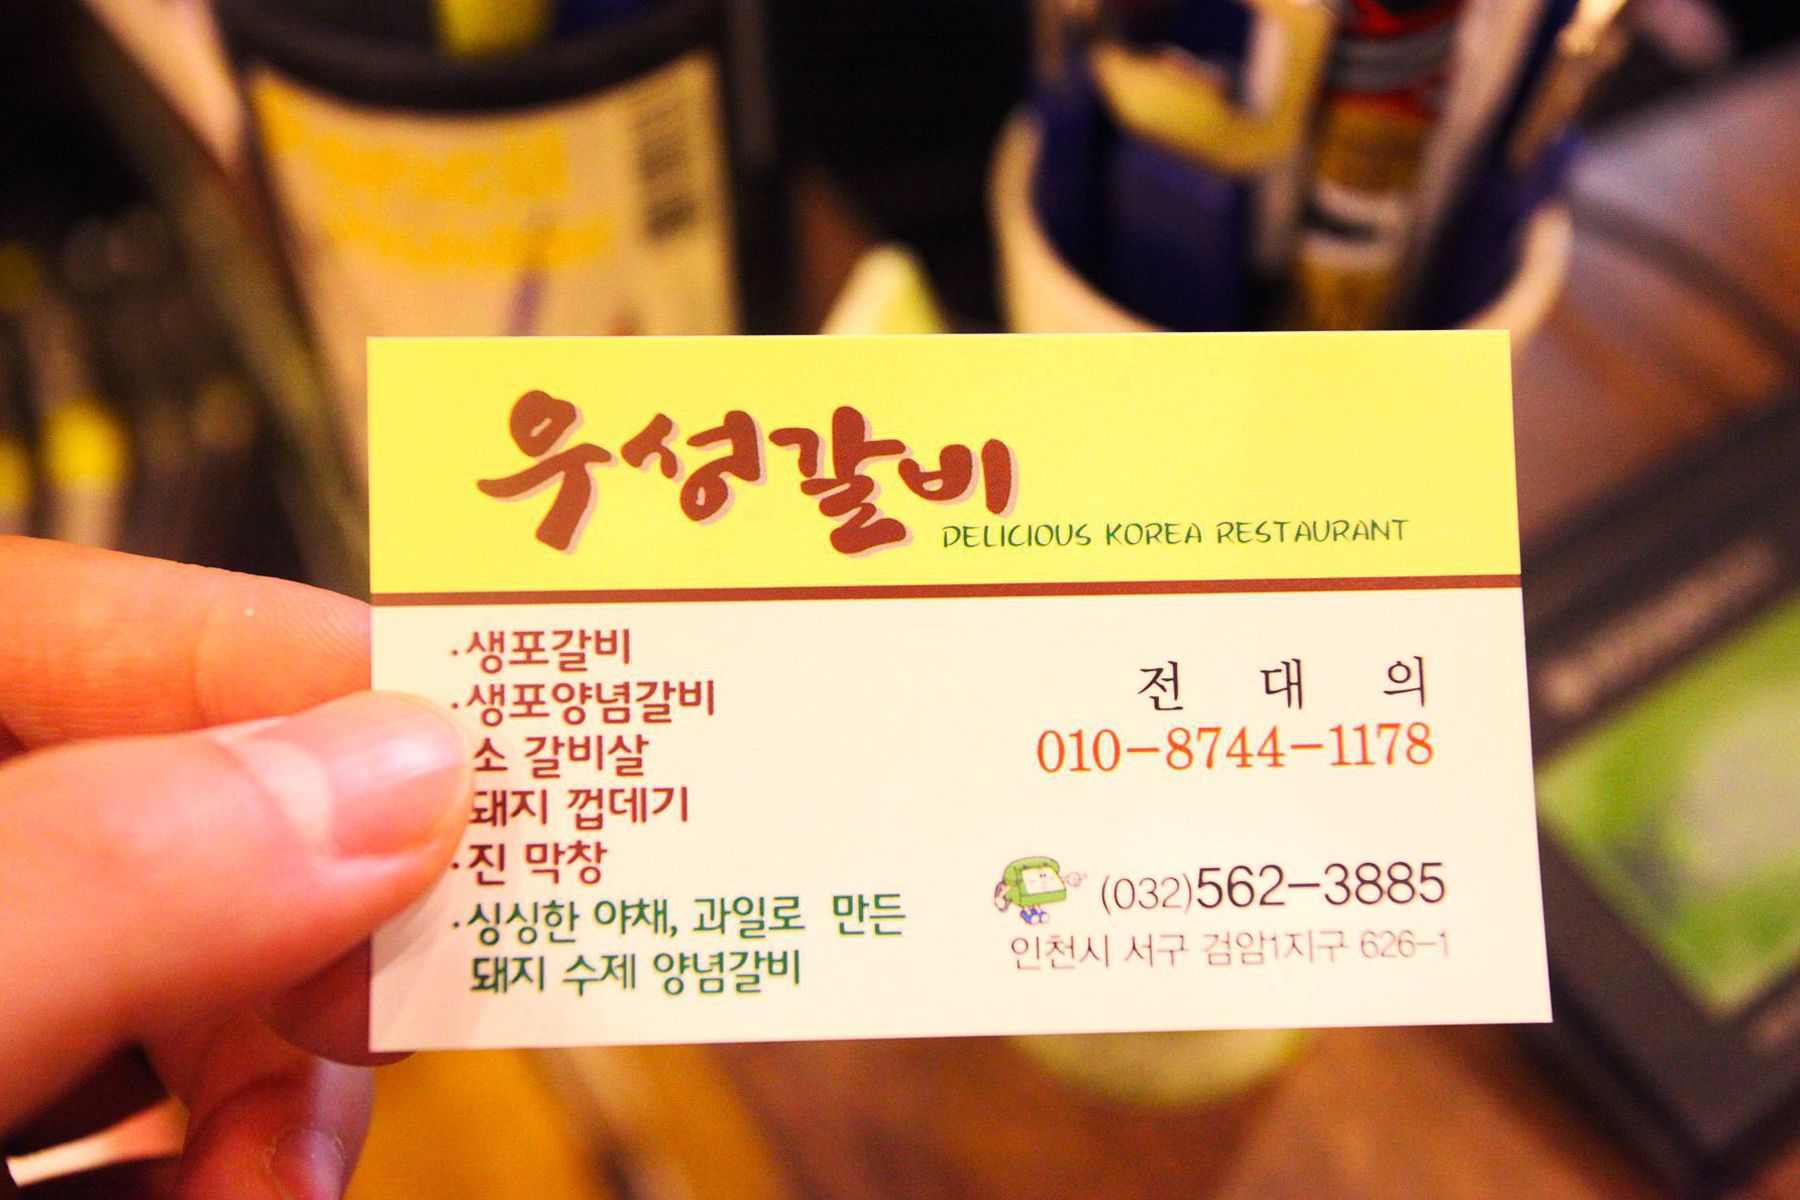 우성갈비
DELICIOUS KOREA RESTAURANT
·생포갈비
·생포양념갈비
소 갈비살
돼지 껍데기
·진 막창
·싱싱한 야채, 과일로 만든
돼지 수제 양념갈비
전 대 의
010-8744-1178
(032)562-3885
인천시 서구 검암1지구 626-1